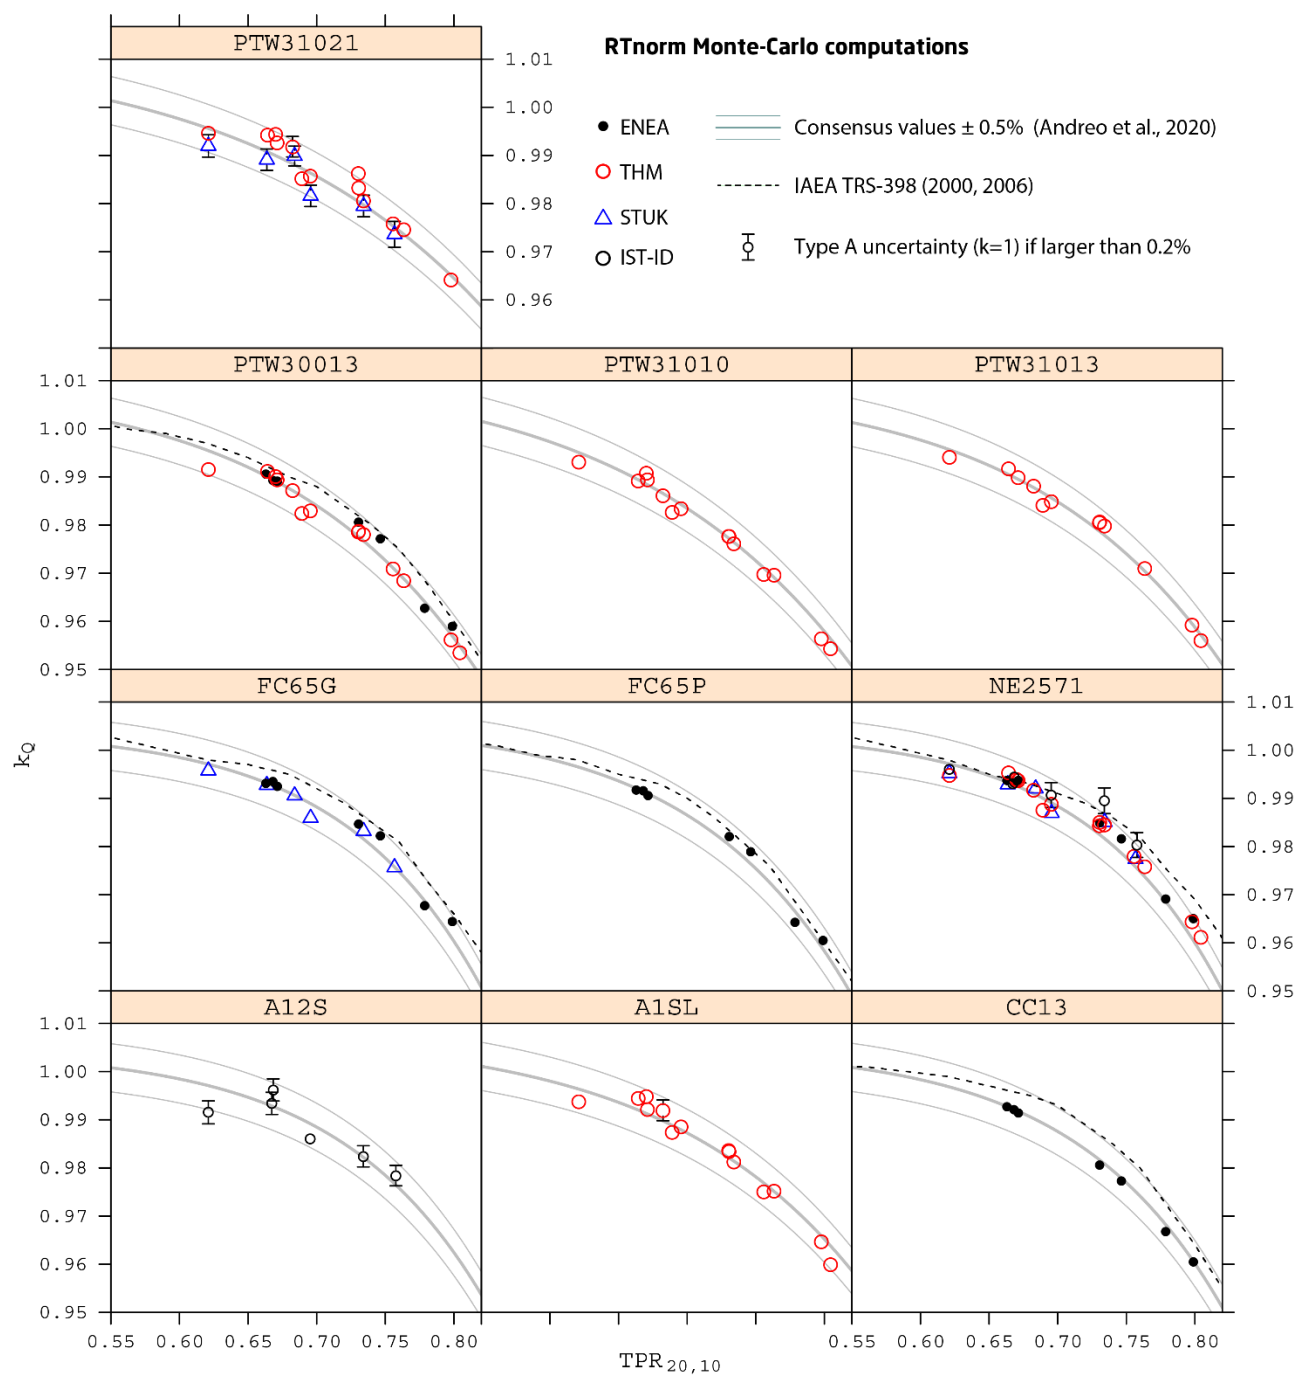 PTW31021
RTnorm Monte-Carlo computations
1.01
1.00
0.99
0.98
0.97
0.96
ENEA
THM
STUK
IST-ID
Consensus values ± 0.5% (Andreo et al., 2020)
IAEA TRS-398 (2000, 2006)
Type A uncertainty (k=1) if larger than 0.2%
PTW30013 PTW31010 PTW31013
1.01
1.00
0.99
0.98
0.97
0.96
0.95
FC65G FC65P NE2571
1.01
1.00
0.99
0.98
0.97
0.96
0.95
kQ
A12S A1SL CC13
1.01
1.00
0.99
0.98
0.97
0.96
0.95
0.55 0.60 0.65 0.70 0.75 0.80 0.55 0.60 0.65 0.70 0.75 0.80
TPR20,10